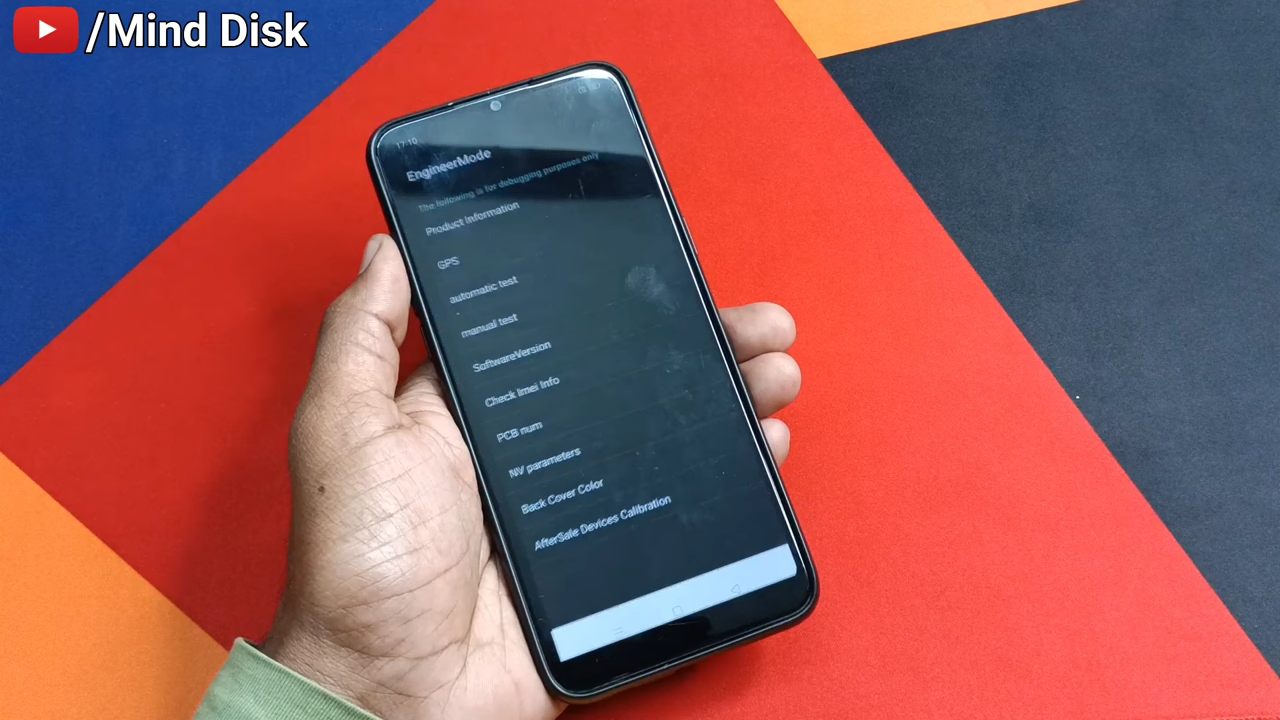 /Mind Disk
17:10
EngineerMode
The following is for debugging purposes only
Product Information
GPS
automatic test
manual test
SoftwareVersion
Check Imei Info
PCB num
NV parameters
Back Cover Color
AfterSale Devices Calibration